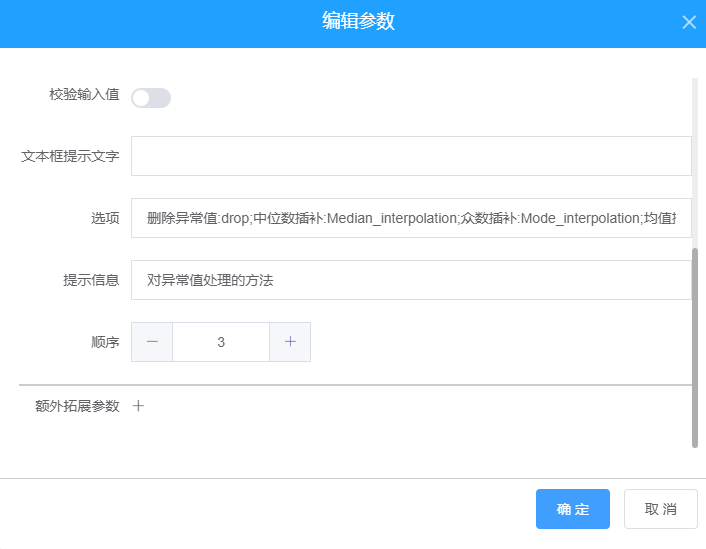 编辑参数
校验输入值
文本框提示文字
选项 删除异常值:drop;中位数插补:Median_interpolation;众数插补:Mode_interpolation;均值
提示信息 对异常值处理的方法
顺序 3
额外拓展参数
确定 取消